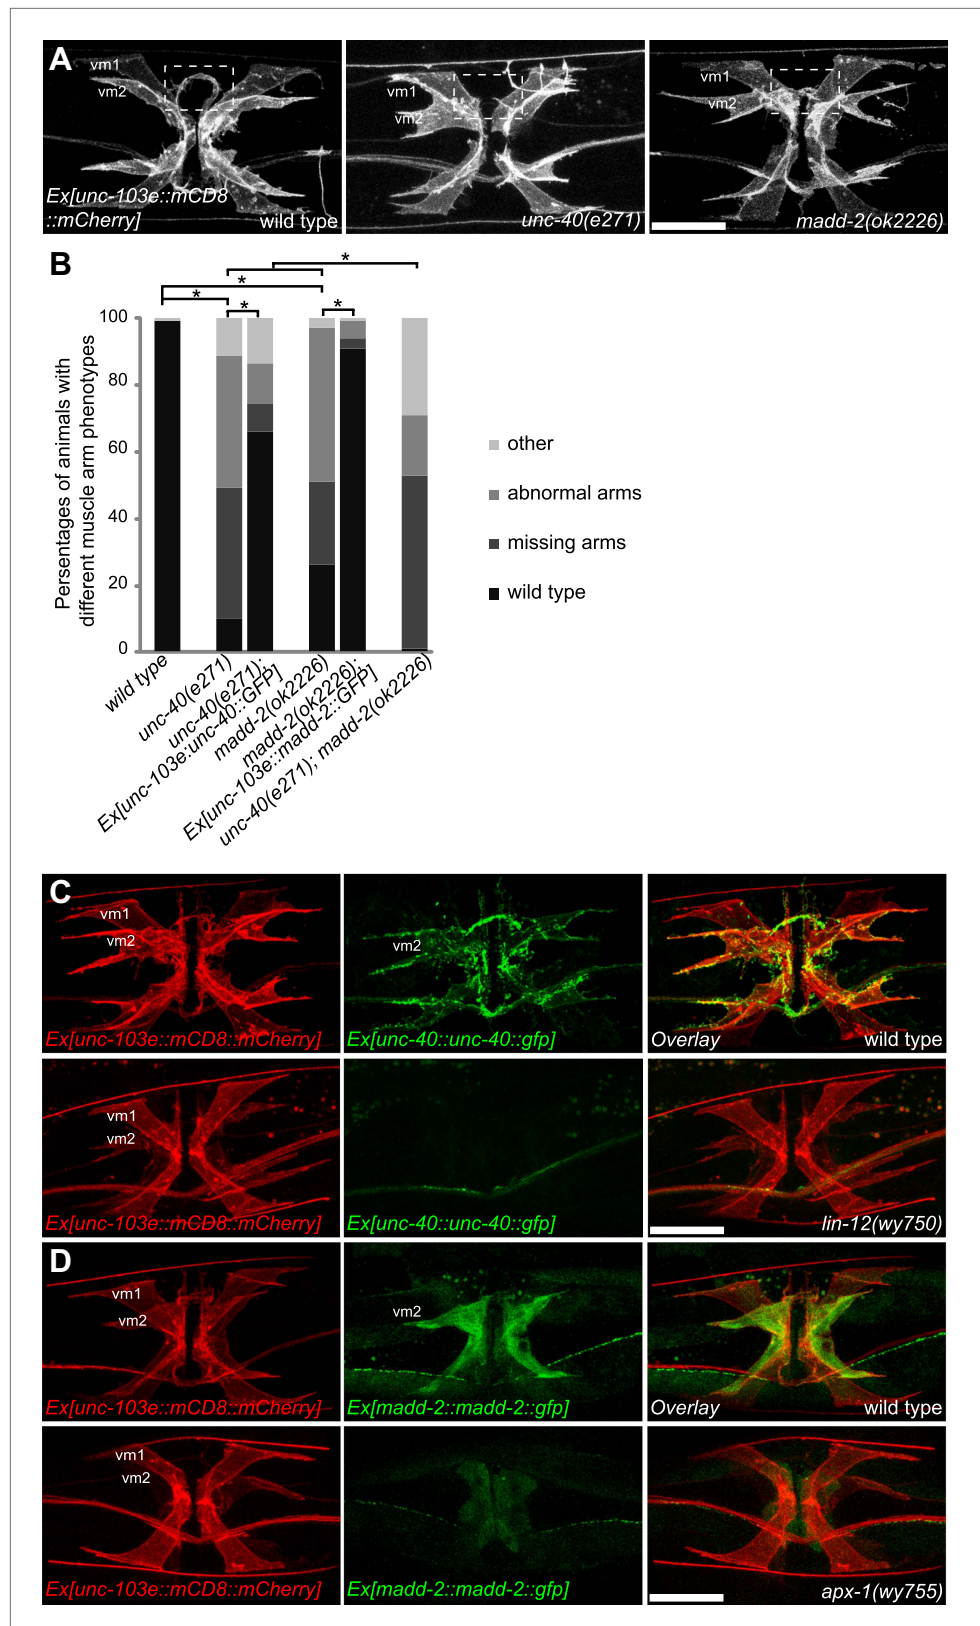 A
vm1
vm2
Ex[unc-103e::mCD8
::mCherry]
wild type
vm1
vm2
unc-40(e271)
vm1
vm2
madd-2(ok2226)
B
* * * * *
Persentages of animals with
different muscle arm phenotypes
100
80
60
40
20
0
wild type
unc-40(e271)
unc-40(e271);
Ex[unc-103e:unc-40::GFP]
madd-2(ok2226)
madd-2(ok2226);
Ex[unc-103e::madd-2::GFP]
unc-40(e271); madd-2(ok2226)
other
abnormal arms
missing arms
wild type
C
vm1
vm2
Ex[unc-103e::mCD8::mCherry]
vm2
Ex[unc-40::unc-40::gfp]
Overlay
wild type
vm1
vm2
Ex[unc-103e::mCD8::mCherry]
Ex[unc-40::unc-40::gfp]
lin-12(wy750)
D
vm1
vm2
Ex[unc-103e::mCD8::mCherry]
vm2
Ex[madd-2::madd-2::gfp]
Overlay
wild type
vm1
vm2
Ex[unc-103e::mCD8::mCherry]
Ex[madd-2::madd-2::gfp]
apx-1(wy755)